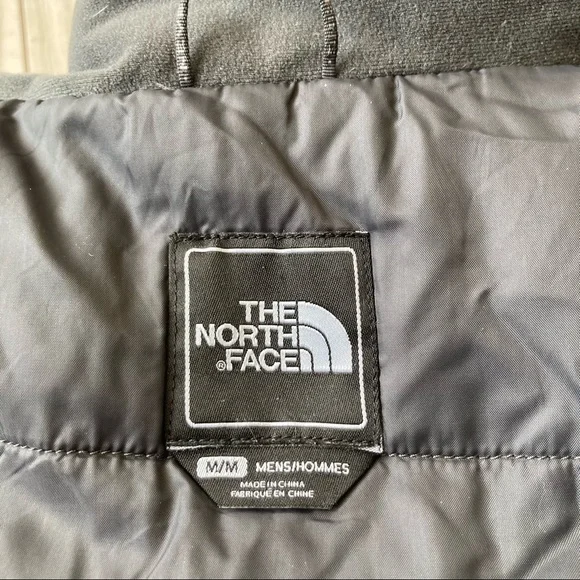 THE
NORTH
®FACE
M/M MENS/HOMMES
MADE IN CHINA
FABRIQUÉ EN CHINE